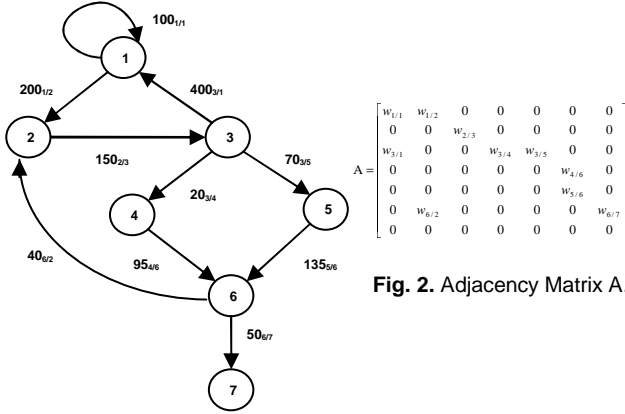 100₁/₁
1
200₁/₂
400₃/₁
2
3
150₂/₃
70₃/₅
20₃/₄
4
5
40₆/₂
95₄/₆
135₅/₆
6
50₆/₇
7
A =
w₁/₁ w₁/₂ 0 0 0 0 0
0 0 w₂/₃ 0 0 0 0
w₃/₁ 0 0 w₃/₄ w₃/₅ 0 0
0 0 0 0 0 w₄/₆ 0
0 0 0 0 0 w₅/₆ 0
0 w₆/₂ 0 0 0 0 w₆/₇
0 0 0 0 0 0 0
Fig. 2. Adjacency Matrix A.